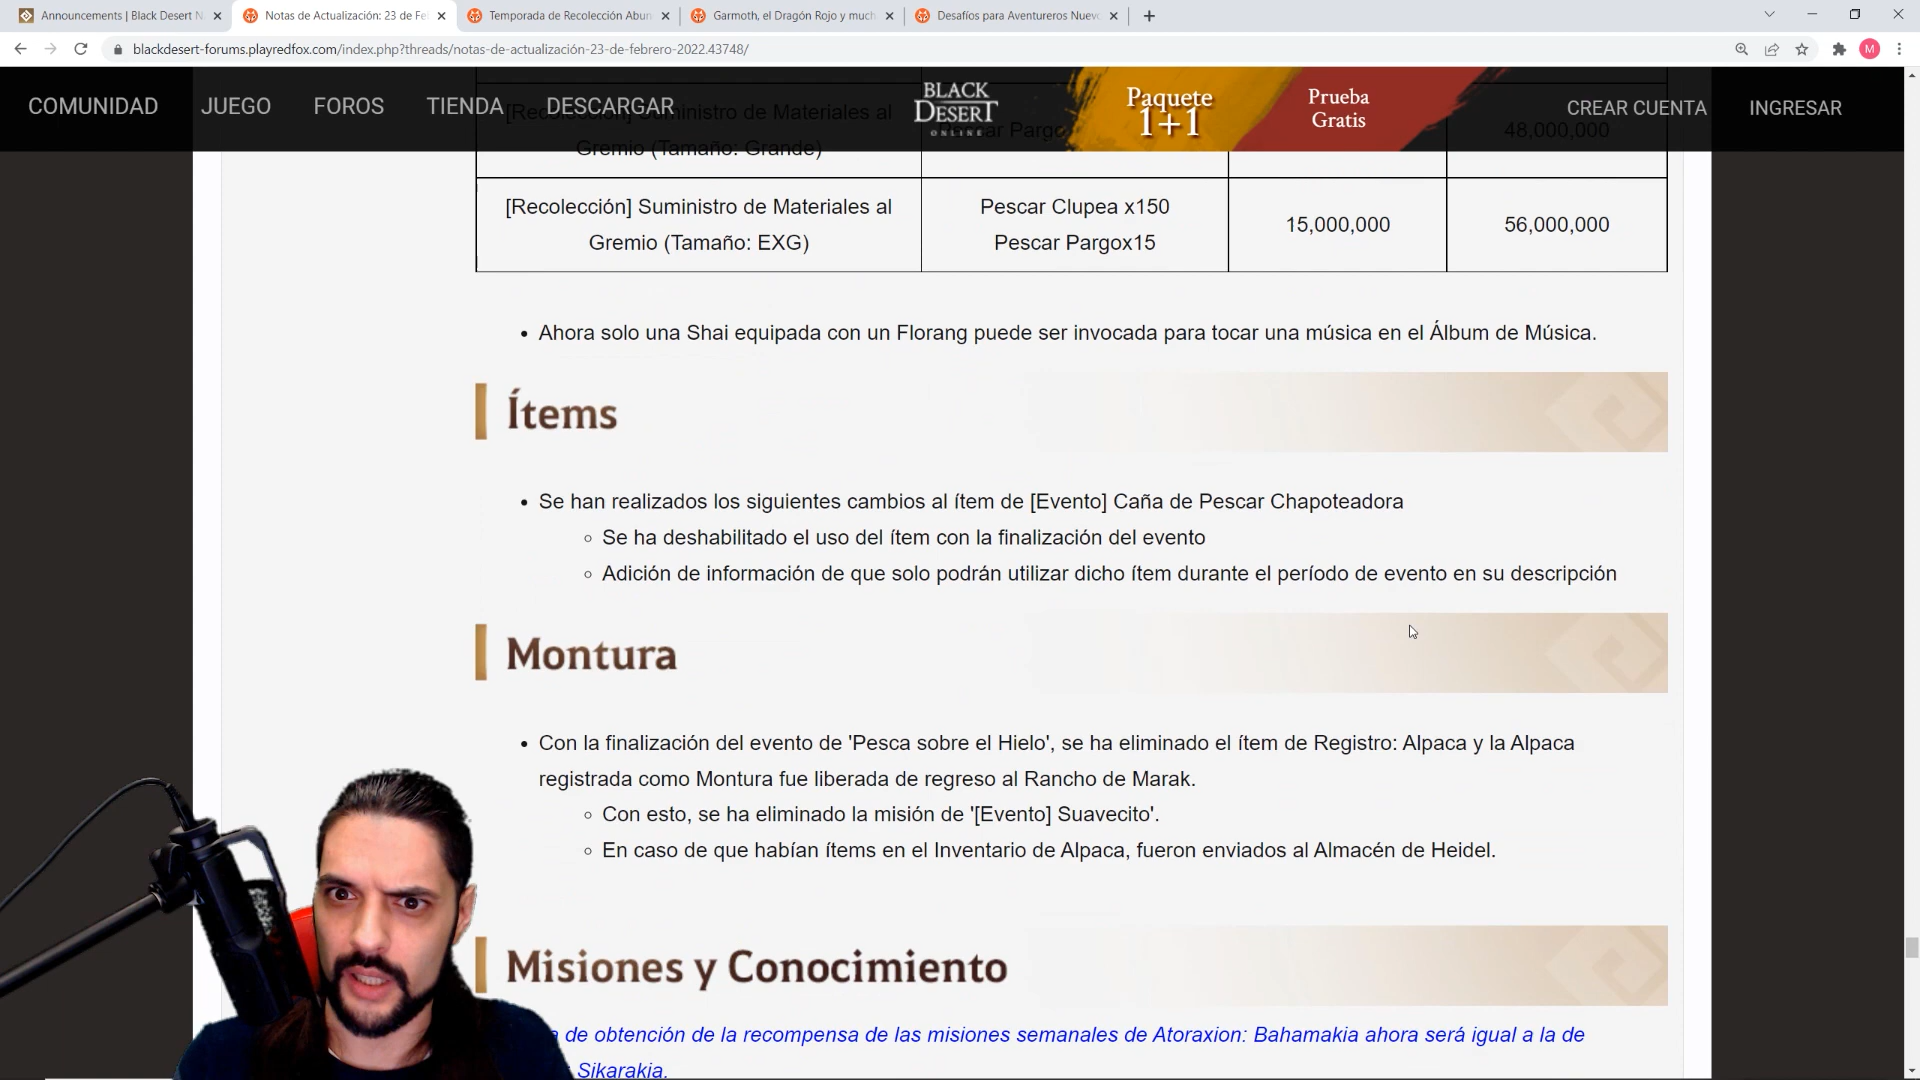 Announcements | Black Desert N
Notas de Actualización: 23 de Fe
Temporada de Recolección Abun
Garmoth, el Dragón Rojo y much
Desafíos para Aventureros Nuevo
blackdesert-forums.playredfox.com/index.php?threads/notas-de-actualización-23-de-febrero-2022.43748/
M
COMUNIDAD JUEGO FOROS TIENDA DESCARGAR
BLACK
DESERT
ONLINE
Paquete
1+1
Prueba
Gratis
CREAR CUENTA INGRESAR
[Recolección] Suministro de Materiales al
Gremio (Tamaño: Grande)
Pescar Pargo
48,000,000
[Recolección] Suministro de Materiales al
Gremio (Tamaño: EXG)
Pescar Clupea x150
Pescar Pargox15
15,000,000
56,000,000
• Ahora solo una Shai equipada con un Florang puede ser invocada para tocar una música en el Álbum de Música.
Ítems
• Se han realizados los siguientes cambios al ítem de [Evento] Caña de Pescar Chapoteadora
○ Se ha deshabilitado el uso del ítem con la finalización del evento
○ Adición de información de que solo podrán utilizar dicho ítem durante el período de evento en su descripción
Montura
• Con la finalización del evento de 'Pesca sobre el Hielo', se ha eliminado el ítem de Registro: Alpaca y la Alpaca
registrada como Montura fue liberada de regreso al Rancho de Marak.
○ Con esto, se ha eliminado la misión de '[Evento] Suavecito'.
○ En caso de que habían ítems en el Inventario de Alpaca, fueron enviados al Almacén de Heidel.
Misiones y Conocimiento
de obtención de la recompensa de las misiones semanales de Atoraxion: Bahamakia ahora será igual a la de
Sikarakia.